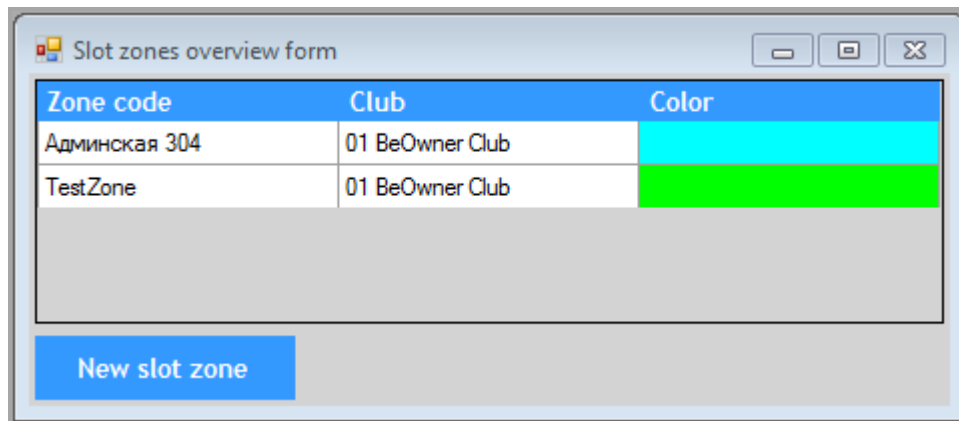 Slot zones overview form
Zone code Club Color
Админская 304 01 BeOwner Club
TestZone 01 BeOwner Club
New slot zone